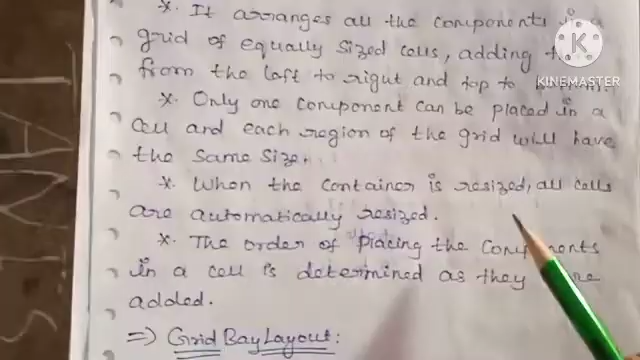 *. It arranges all the components in a
grid of equally sized cells, adding
from the left to right and top to
*. Only one component can be placed in a
cell and each region of the grid will have
the same size.
*. When the container is resized, all cells
are automatically resized.
*. The order of placing the components
in a cell is determined as they
added.
=> Grid Bay Layout:
K
KINEMASTER